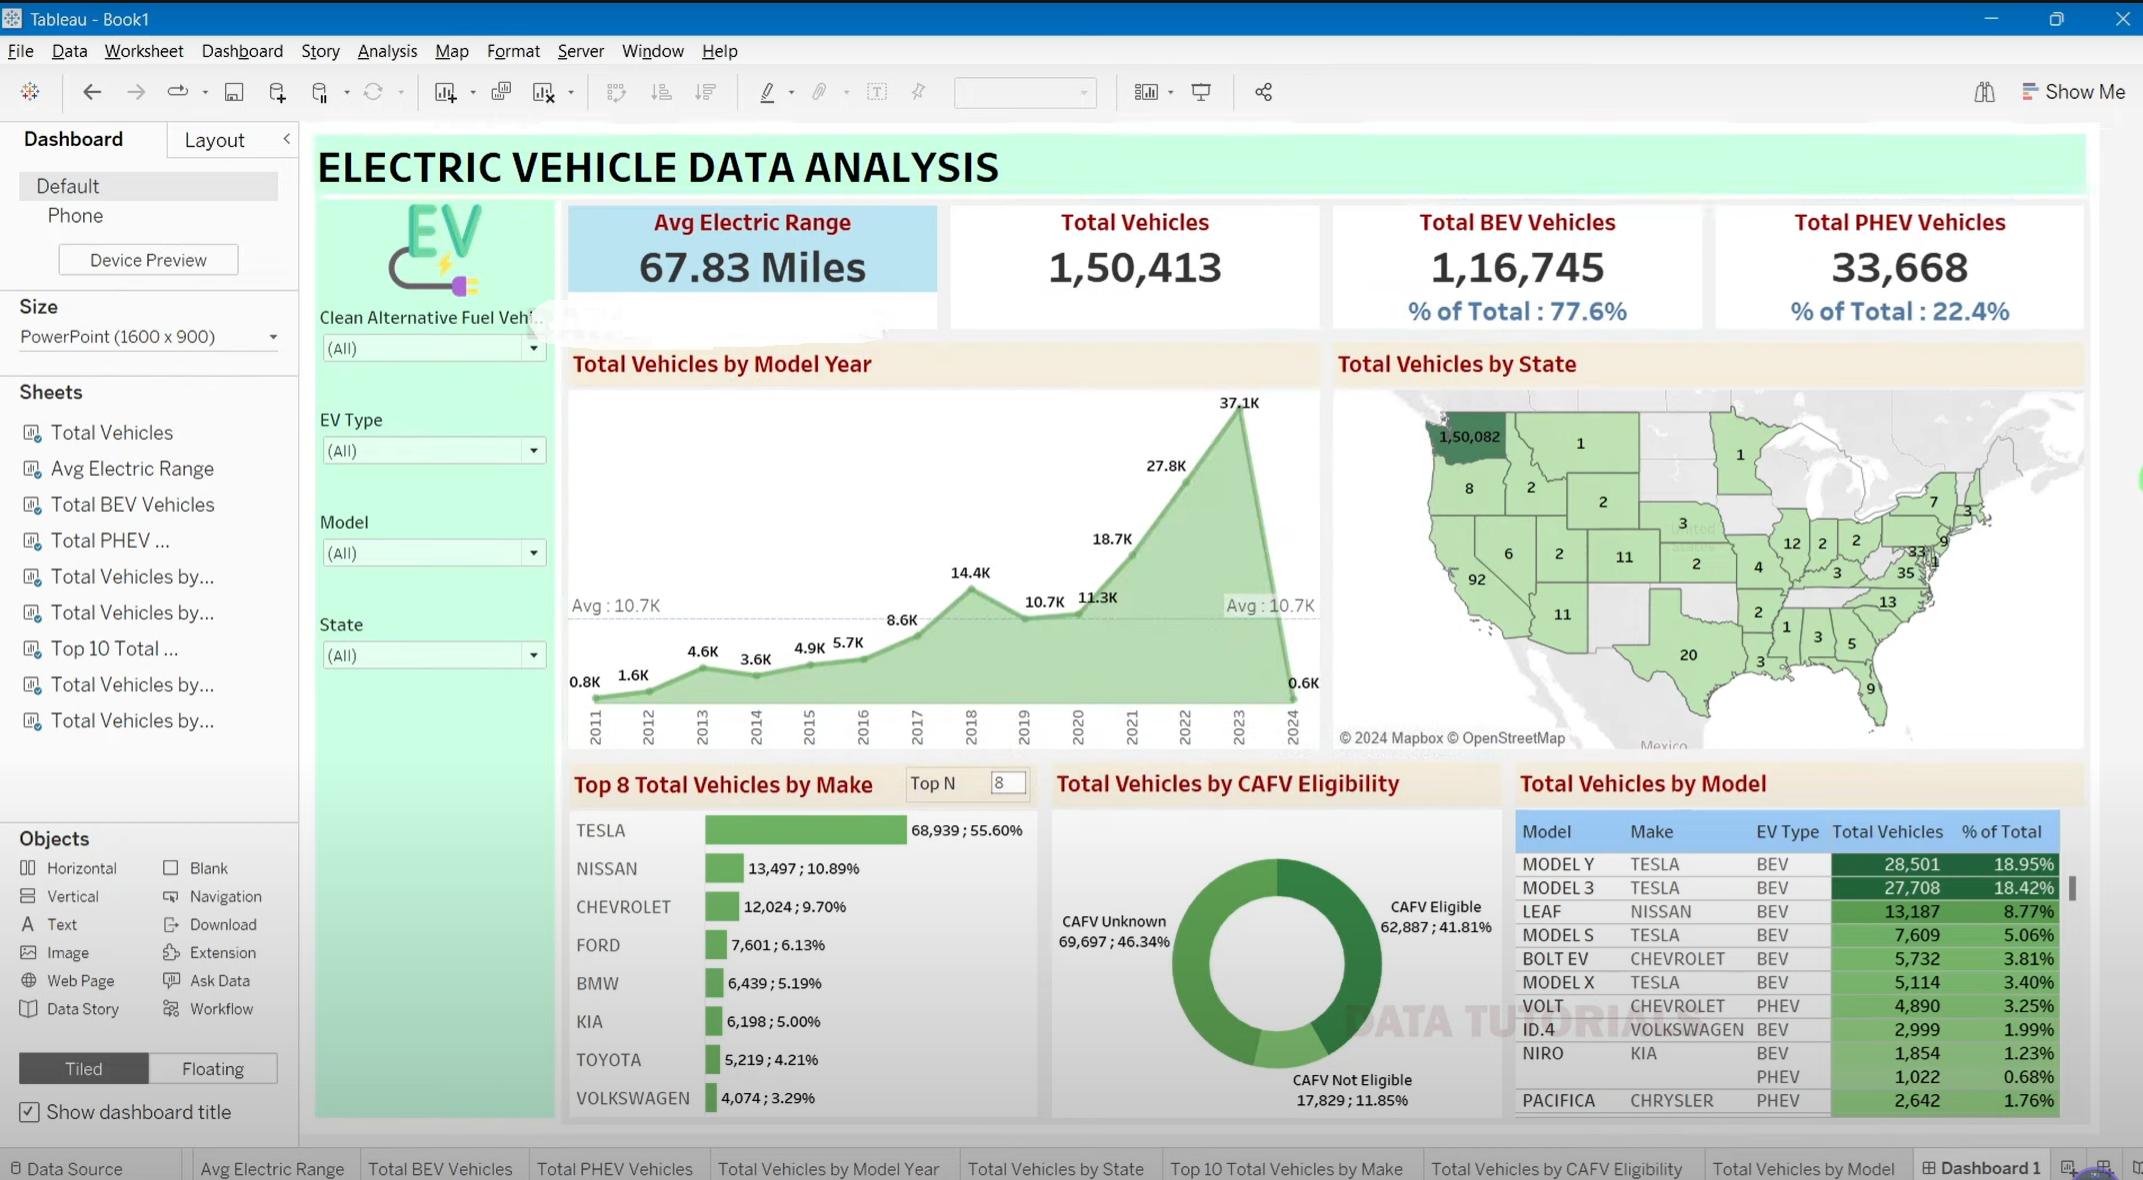 Tableau - Book1
File Data Worksheet Dashboard Story Analysis Map Format Server Window Help
Show Me
Dashboard Layout
Default
Phone
Device Preview
Size
PowerPoint (1600 x 900)
Sheets
Total Vehicles
Avg Electric Range
Total BEV Vehicles
Total PHEV ...
Total Vehicles by...
Total Vehicles by...
Top 10 Total ...
Total Vehicles by...
Total Vehicles by...
Objects
Horizontal Blank
Vertical Navigation
Text Download
Image Extension
Web Page Ask Data
Data Story Workflow
Tiled Floating
Show dashboard title
ELECTRIC VEHICLE DATA ANALYSIS
EV
Clean Alternative Fuel Vehi..
(All)
EV Type
(All)
Model
(All)
State
(All)
Avg Electric Range
67.83 Miles
Total Vehicles
1,50,413
Total BEV Vehicles
1,16,745
% of Total : 77.6%
Total PHEV Vehicles
33,668
% of Total : 22.4%
Total Vehicles by Model Year
37.1K
27.8K
18.7K
14.4K
10.7K 11.3K
Avg : 10.7K Avg : 10.7K
8.6K
4.9K 5.7K
4.6K 3.6K
0.8K 1.6K 0.6K
2011 2012 2013 2014 2015 2016 2017 2018 2019 2020 2021 2022 2023 2024
Total Vehicles by State
1,50,082 1 1
8 2 2 7 3
3 United States
6 2 11 2 4 12 2 2 33 9 1
92 3 35
11 2 13
20 3 1 3 5
9
© 2024 Mapbox © OpenStreetMap Mexico
Top 8 Total Vehicles by Make Top N 8
TESLA 68,939 ; 55.60%
NISSAN 13,497 ; 10.89%
CHEVROLET 12,024 ; 9.70%
FORD 7,601 ; 6.13%
BMW 6,439 ; 5.19%
KIA 6,198 ; 5.00%
TOYOTA 5,219 ; 4.21%
VOLKSWAGEN 4,074 ; 3.29%
Total Vehicles by CAFV Eligibility
CAFV Unknown
69,697 ; 46.34%
CAFV Eligible
62,887 ; 41.81%
CAFV Not Eligible
17,829 ; 11.85%
Total Vehicles by Model
Model Make EV Type Total Vehicles % of Total
MODEL Y TESLA BEV 28,501 18.95%
MODEL 3 TESLA BEV 27,708 18.42%
LEAF NISSAN BEV 13,187 8.77%
MODEL S TESLA BEV 7,609 5.06%
BOLT EV CHEVROLET BEV 5,732 3.81%
MODEL X TESLA BEV 5,114 3.40%
VOLT CHEVROLET PHEV 4,890 3.25%
ID.4 VOLKSWAGEN BEV 2,999 1.99%
NIRO KIA BEV 1,854 1.23%
PHEV 1,022 0.68%
PACIFICA CHRYSLER PHEV 2,642 1.76%
DATA TUTORIALS
Data Source Avg Electric Range Total BEV Vehicles Total PHEV Vehicles Total Vehicles by Model Year Total Vehicles by State Top 10 Total Vehicles by Make Total Vehicles by CAFV Eligibility Total Vehicles by Model Dashboard 1